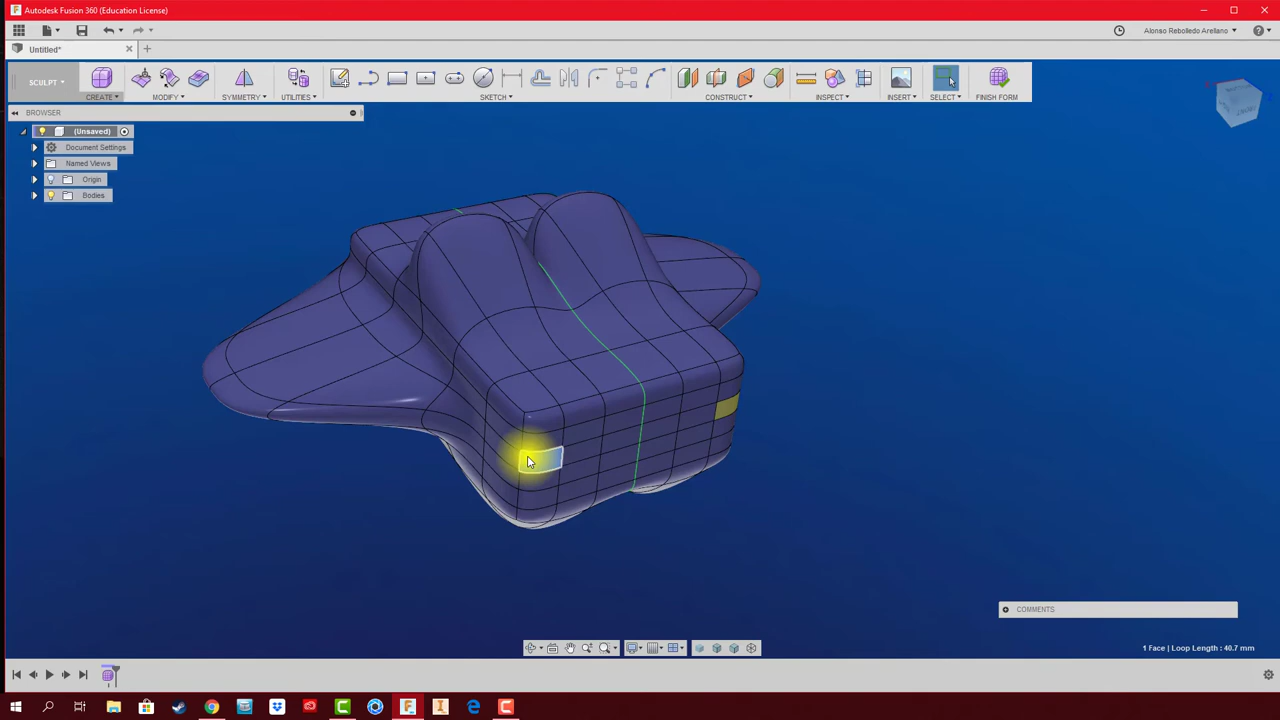 Autodesk Fusion 360 (Education License)
Alonso Rebolledo Arellano
Untitled*
SCULPT
CREATE
MODIFY
SYMMETRY
UTILITIES
SKETCH
CONSTRUCT
INSPECT
INSERT
SELECT
FINISH FORM
BROWSER
(Unsaved)
Document Settings
Named Views
Origin
Bodies
COMMENTS
1 Face | Loop Length : 40.7 mm